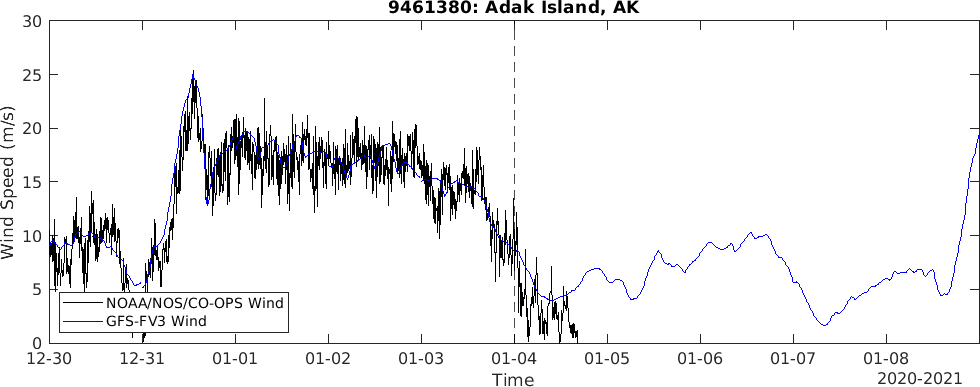 9461380: Adak Island, AK
Wind Speed (m/s)
30
25
20
15
10
5
0
NOAA/NOS/CO-OPS Wind
GFS-FV3 Wind
12-30 12-31 01-01 01-02 01-03 01-04 01-05 01-06 01-07 01-08
Time
2020-2021